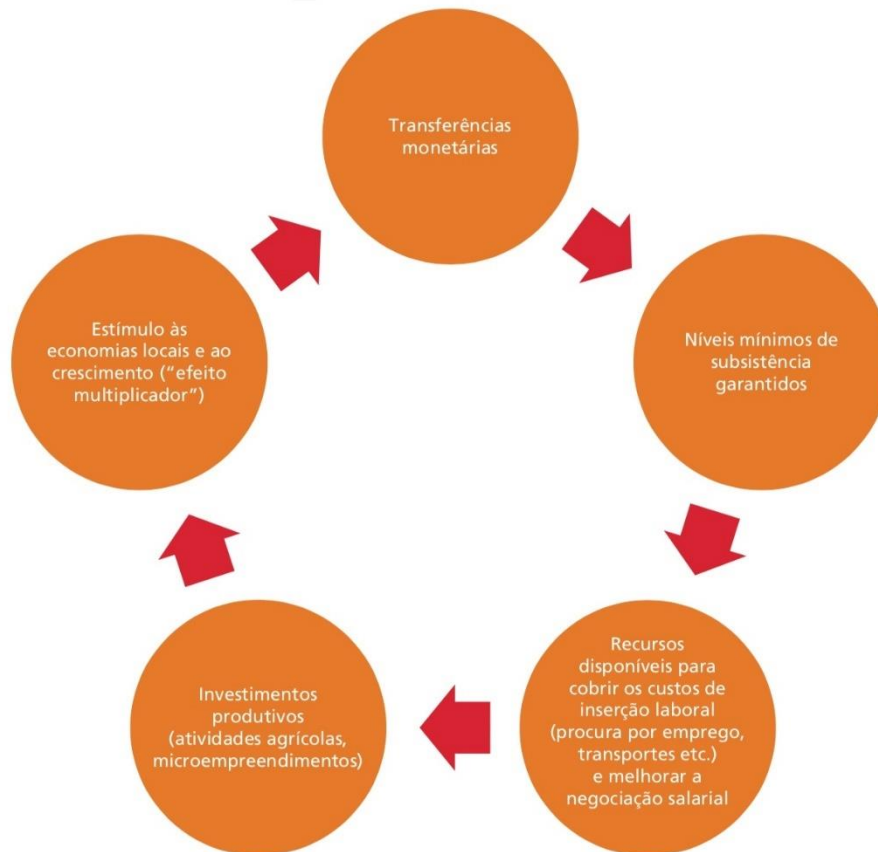 Transferências
monetárias
Níveis mínimos de
subsistência
garantidos
Recursos
disponíveis para
cobrir os custos de
inserção laboral
(procura por emprego,
transportes etc.)
e melhorar a
negociação salarial
Investimentos
produtivos
(atividades agrícolas,
microempreendimentos)
Estímulo às
economias locais e ao
crescimento (“efeito
multiplicador”)